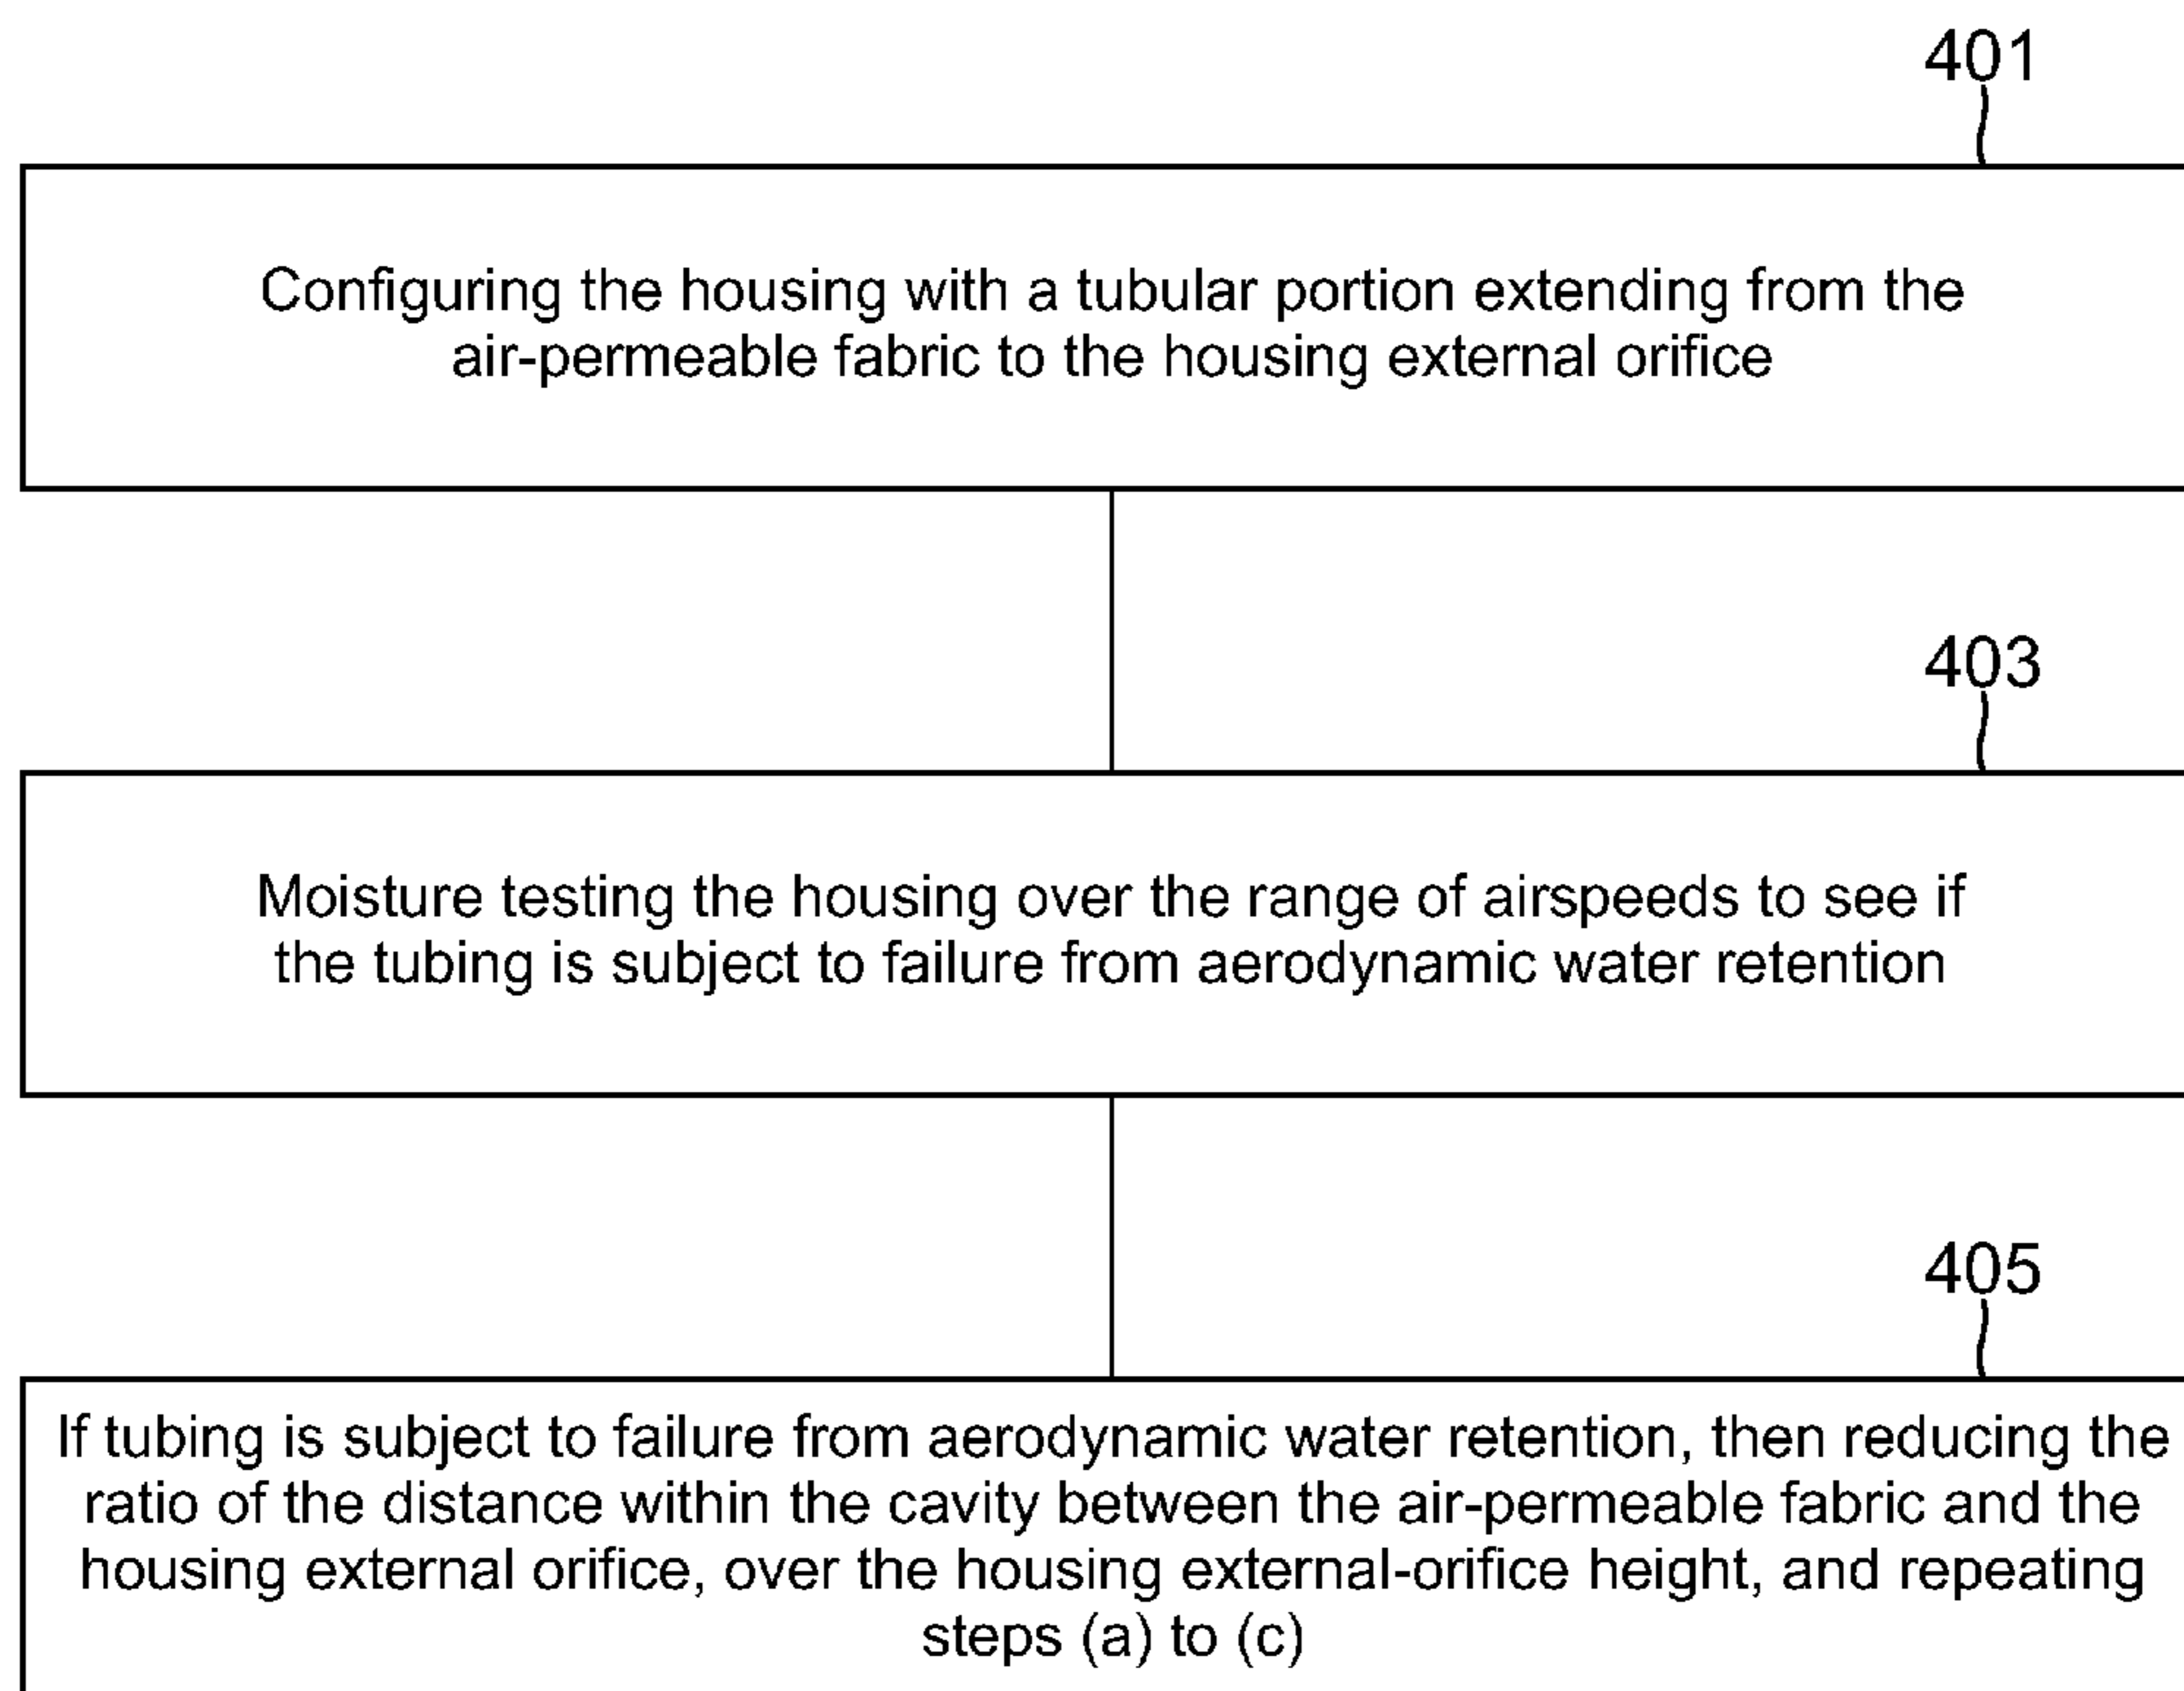 401
Configuring the housing with a tubular portion extending from the
air-permeable fabric to the housing external orifice
403
Moisture testing the housing over the range of airspeeds to see if
the tubing is subject to failure from aerodynamic water retention
405
If tubing is subject to failure from aerodynamic water retention, then reducing the
ratio of the distance within the cavity between the air-permeable fabric and the
housing external orifice, over the housing external-orifice height, and repeating
steps (a) to (c)